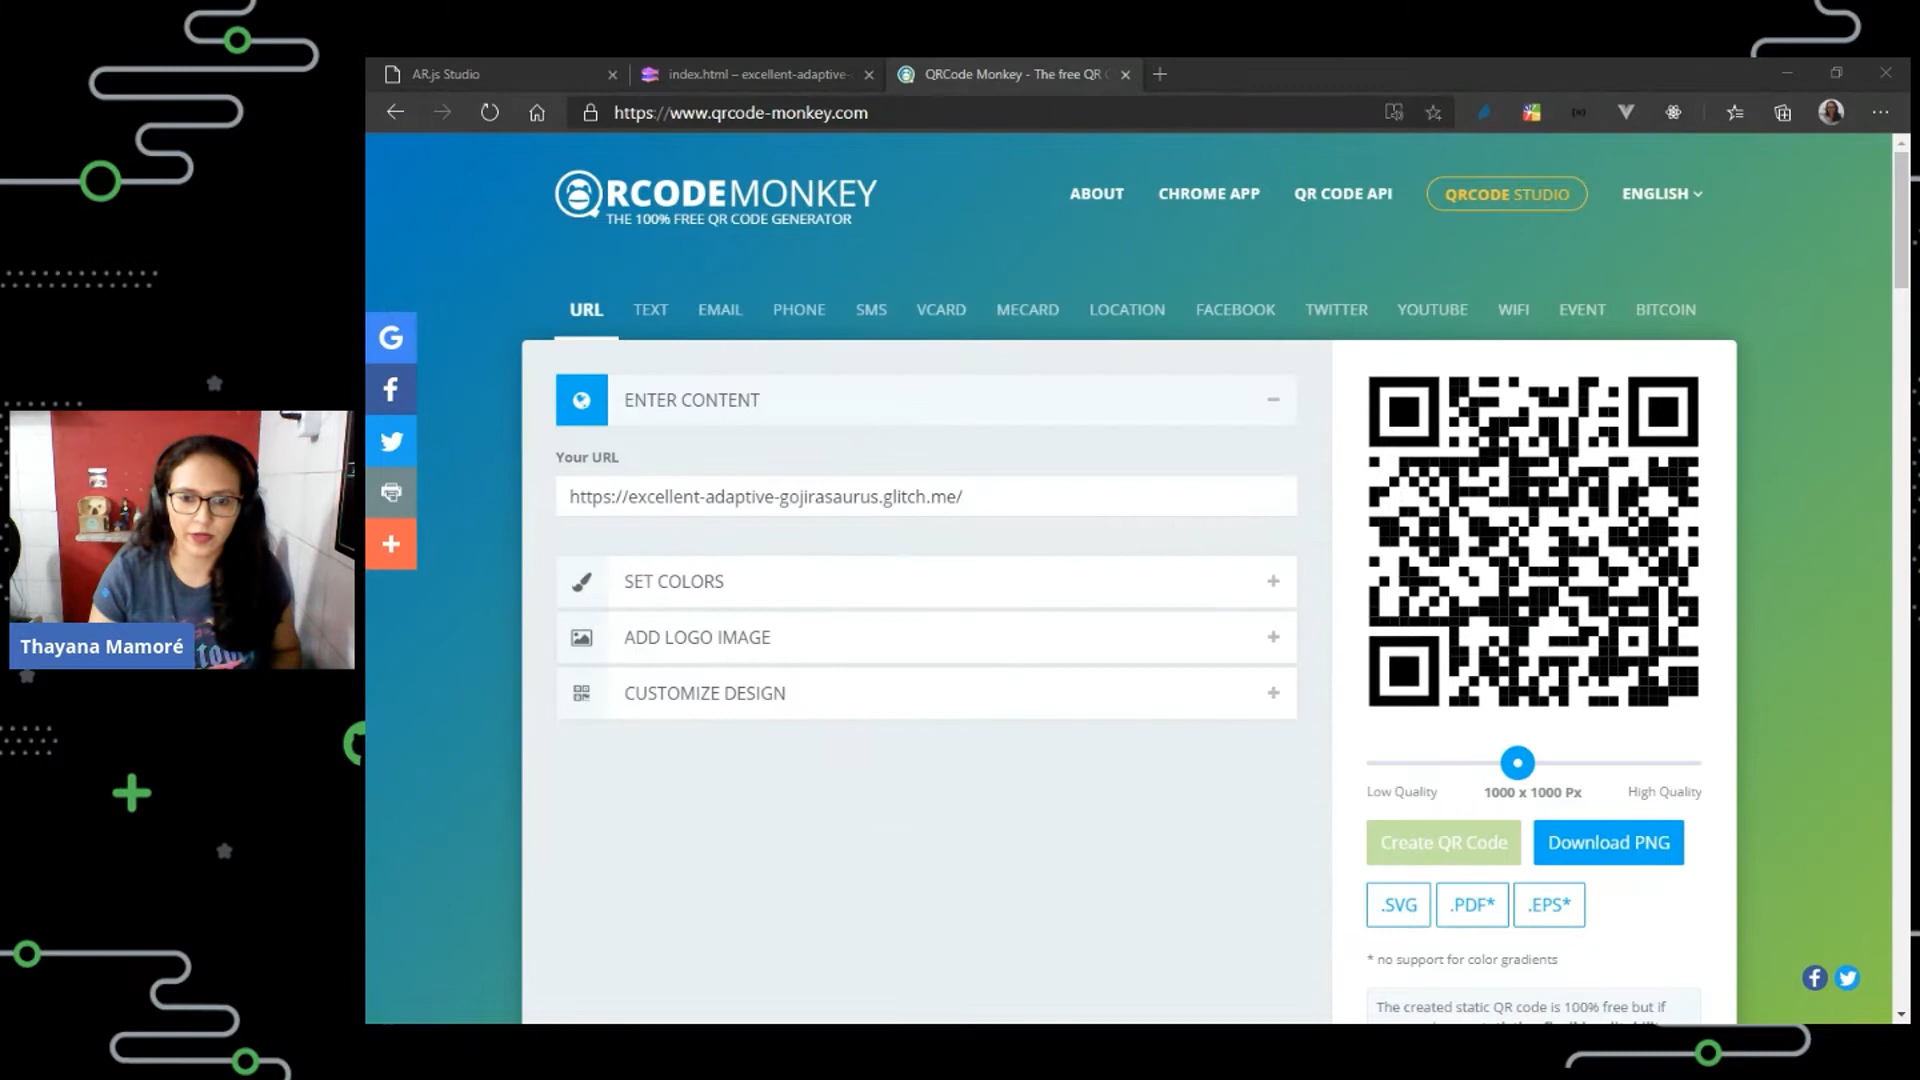 AR.js Studio
index.html – excellent-adaptive-
QRCode Monkey - The free QR C
https://www.qrcode-monkey.com
RCODEMONKEY
THE 100% FREE QR CODE GENERATOR
ABOUT
CHROME APP
QR CODE API
QRCODE STUDIO
ENGLISH
URL
TEXT
EMAIL
PHONE
SMS
VCARD
MECARD
LOCATION
FACEBOOK
TWITTER
YOUTUBE
WIFI
EVENT
BITCOIN
ENTER CONTENT
Your URL
https://excellent-adaptive-gojirasaurus.glitch.me/
SET COLORS
ADD LOGO IMAGE
CUSTOMIZE DESIGN
Low Quality
1000 x 1000 Px
High Quality
Create QR Code
Download PNG
.SVG
.PDF*
.EPS*
* no support for color gradients
The created static QR code is 100% free but if
Thayana Mamoré